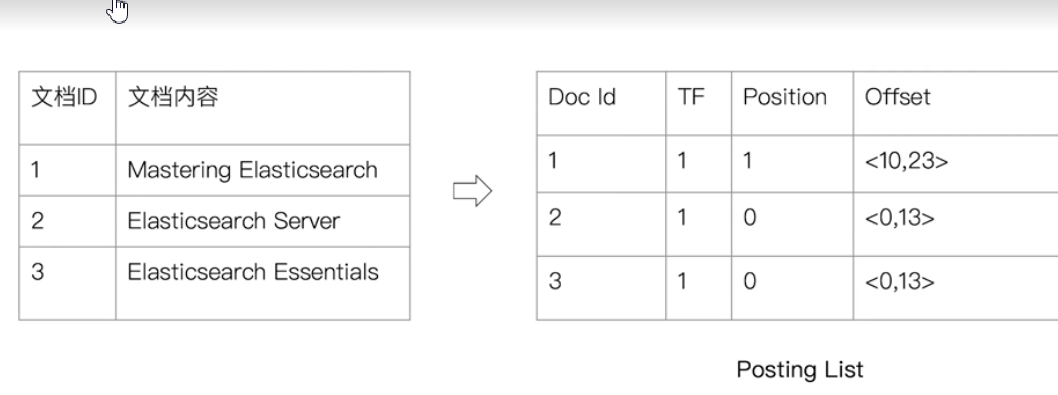 文档ID 文档内容
1 Mastering Elasticsearch
2 Elasticsearch Server
3 Elasticsearch Essentials
Doc Id TF Position Offset
1 1 1 <10,23>
2 1 0 <0,13>
3 1 0 <0,13>
Posting List